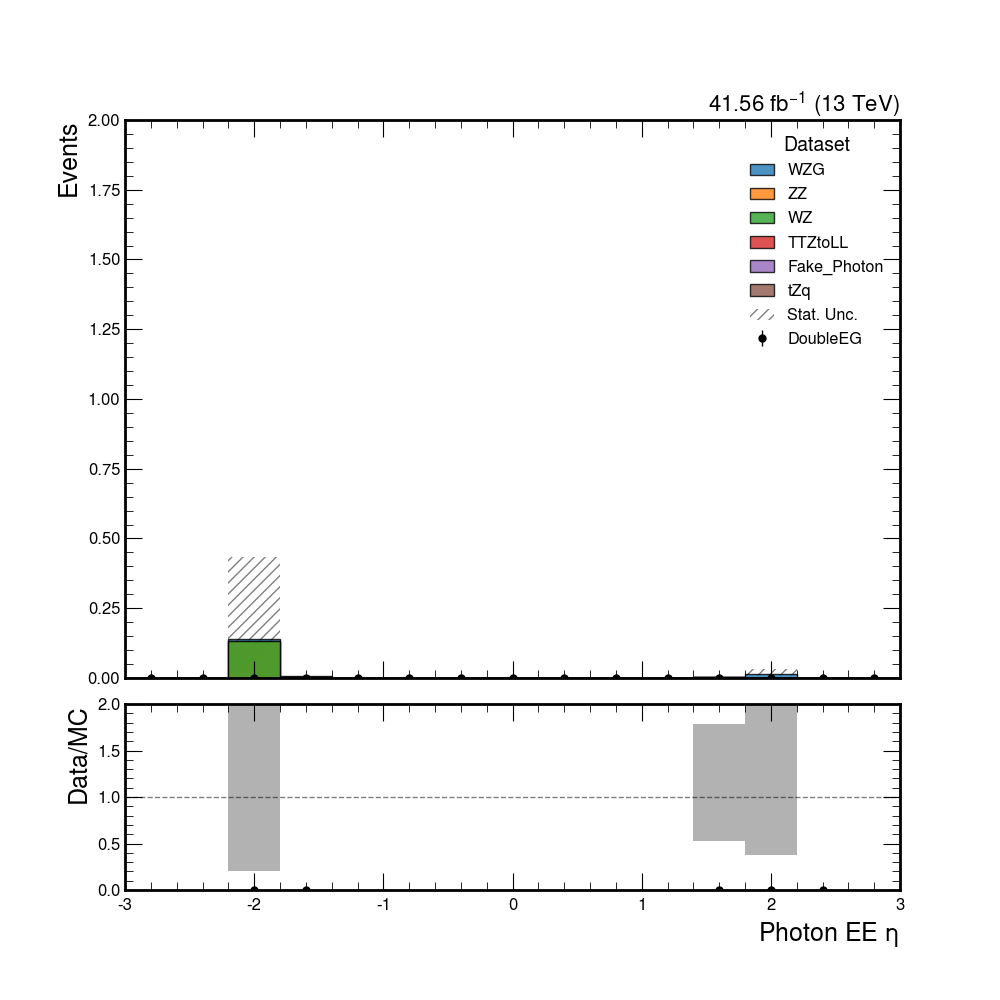 41.56 fb⁻¹ (13 TeV)
Events
2.00
1.75
1.50
1.25
1.00
0.75
0.50
0.25
0.00
Dataset
WZG
ZZ
WZ
TTZtoLL
Fake_Photon
tZq
Stat. Unc.
DoubleEG
Data/MC
2.0
1.5
1.0
0.5
0.0
-3 -2 -1 0 1 2 3
Photon EE η